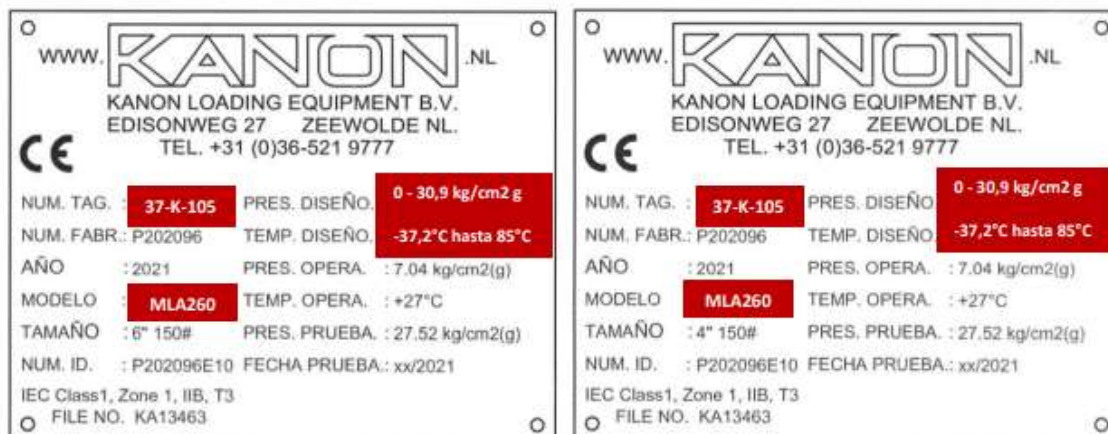 WWW. KANON .NL
KANON LOADING EQUIPMENT B.V.
EDISONWEG 27 ZEEWOLDE NL.
TEL. +31 (0)36-521 9777
CE
NUM. TAG. : 37-K-105 PRES. DISEÑO. 0 - 30,9 kg/cm2 g
NUM. FABR.: P202096 TEMP. DISEÑO. -37,2°C hasta 85°C
AÑO : 2021 PRES. OPERA. : 7.04 kg/cm2(g)
MODELO : MLA260 TEMP. OPERA. : +27°C
TAMAÑO : 6" 150# PRES. PRUEBA. : 27.52 kg/cm2(g)
NUM. ID. : P202096E10 FECHA PRUEBA.: xx/2021
IEC Class1, Zone 1, IIB, T3
FILE NO. KA13463
WWW. KANON .NL
KANON LOADING EQUIPMENT B.V.
EDISONWEG 27 ZEEWOLDE NL.
TEL. +31 (0)36-521 9777
CE
NUM. TAG. : 37-K-105 PRES. DISEÑO. 0 - 30,9 kg/cm2 g
NUM. FABR.: P202096 TEMP. DISEÑO. -37,2°C hasta 85°C
AÑO : 2021 PRES. OPERA. : 7.04 kg/cm2(g)
MODELO MLA260 TEMP. OPERA. : +27°C
TAMAÑO : 4" 150# PRES. PRUEBA. : 27.52 kg/cm2(g)
NUM. ID. : P202096E10 FECHA PRUEBA.: xx/2021
IEC Class1, Zone 1, IIB, T3
FILE NO. KA13463